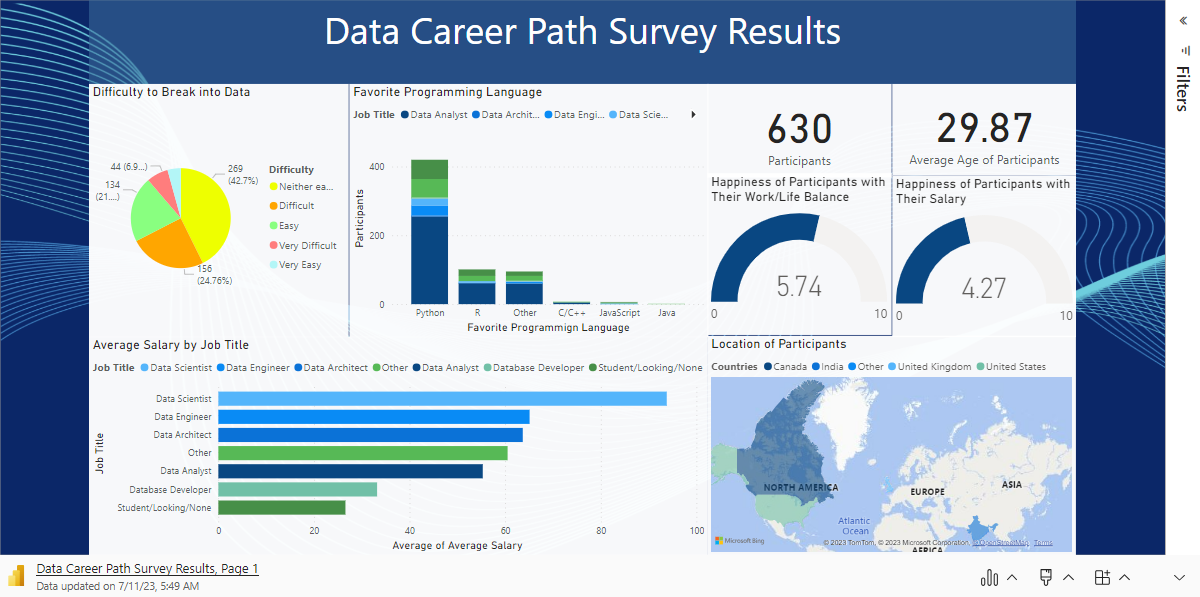 Data Career Path Survey Results
Filters
Difficulty to Break into Data
44 (6.9...)
134
(21....)
269
(42.7%)
156
(24.76%)
Difficulty
Neither ea...
Difficult
Easy
Very Difficult
Very Easy
Favorite Programming Language
Job Title Data Analyst Data Archit... Data Engi... Data Scie...
Participants
400
200
0
Python R Other C/C++ JavaScript Java
Favorite Programmign Language
630
Participants
29.87
Average Age of Participants
Happiness of Participants with
Their Work/Life Balance
5.74
0 10
Happiness of Participants with
Their Salary
4.27
0 10
Average Salary by Job Title
Job Title Data Scientist Data Engineer Data Architect Other Data Analyst Database Developer Student/Looking/None
Job Title
Data Scientist
Data Engineer
Data Architect
Other
Data Analyst
Database Developer
Student/Looking/None
0 20 40 60 80 100
Average of Average Salary
Location of Participants
Countries Canada India Other United Kingdom United States
NORTH AMERICA
EUROPE
ASIA
Atlantic
Ocean
AFRICA
Microsoft Bing
© 2023 TomTom, © 2023 Microsoft Corporation, © OpenStreetMap Terms
Data Career Path Survey Results, Page 1
Data updated on 7/11/23, 5:49 AM